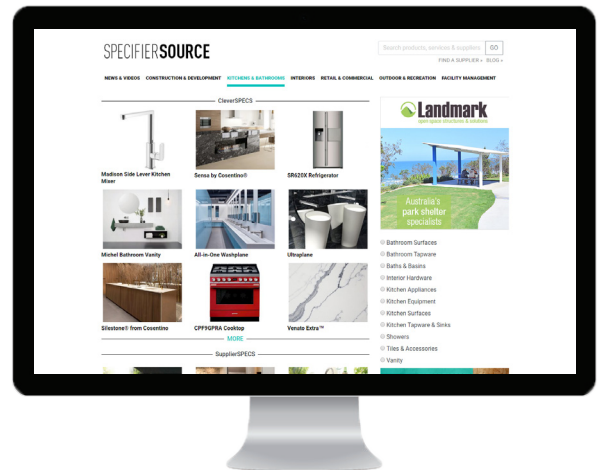 SPECIFIERSOURCE
Search products, services & suppliers GO
FIND A SUPPLIER » BLOG »
NEWS & VIDEOS CONSTRUCTION & DEVELOPMENT KITCHENS & BATHROOMS INTERIORS RETAIL & COMMERCIAL OUTDOOR & RECREATION FACILITY MANAGEMENT
CleverSPECS
Madison Side Lever Kitchen
Mixer
Sensa by Cosentino®
SR620X Refrigerator
Michel Bathroom Vanity
All-in-One Washplane
Ultraplane
Silestone® from Cosentino
CPF9GPRA Cooktop
Venato Extra™
MORE
SupplierSPECS
Landmark
open space structures & solutions
Australia's
park shelter
specialists
Bathroom Surfaces
Bathroom Tapware
Baths & Basins
Interior Hardware
Kitchen Appliances
Kitchen Equipment
Kitchen Surfaces
Kitchen Tapware & Sinks
Showers
Tiles & Accessories
Vanity